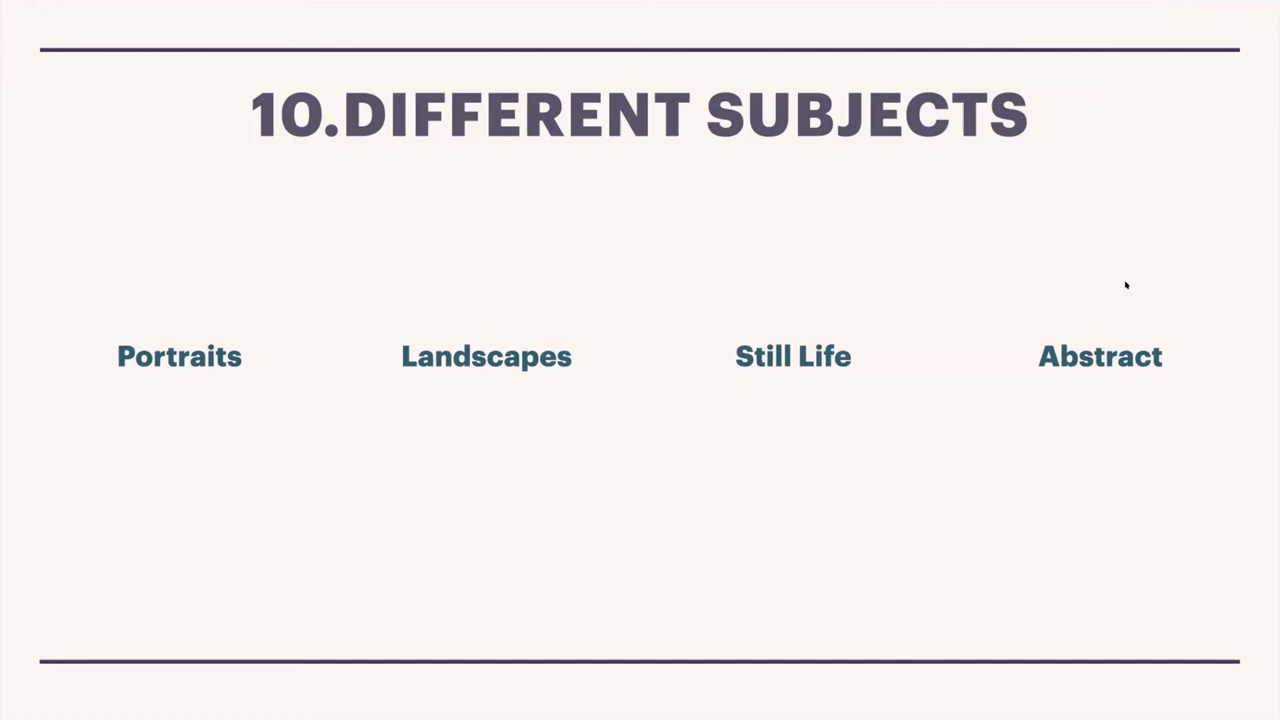 10.DIFFERENT SUBJECTS
Portraits Landscapes Still Life Abstract